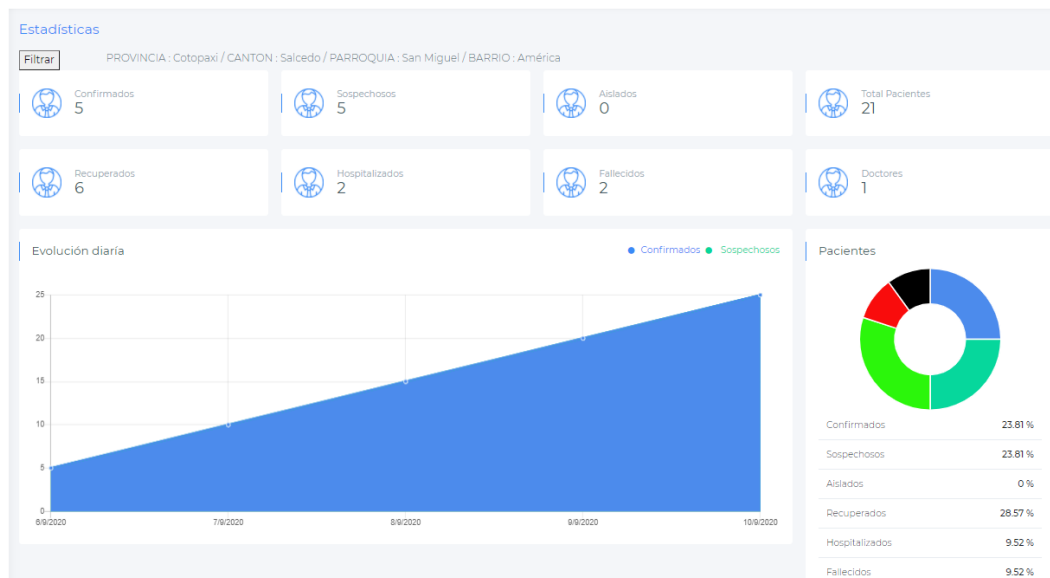 Estadísticas
Filtrar
PROVINCIA : Cotopaxi / CANTON : Salcedo / PARROQUIA : San Miguel / BARRIO : América
Confirmados
5
Sospechosos
5
Aislados
0
Total Pacientes
21
Recuperados
6
Hospitalizados
2
Fallecidos
2
Doctores
1
Evolución diaría
Confirmados Sospechosos
25
20
15
10
5
0
6/9/2020 7/9/2020 8/9/2020 9/9/2020 10/9/2020
Pacientes
Confirmados 23.81 %
Sospechosos 23.81 %
Aislados 0 %
Recuperados 28.57 %
Hospitalizados 9.52 %
Fallecidos 9.52 %